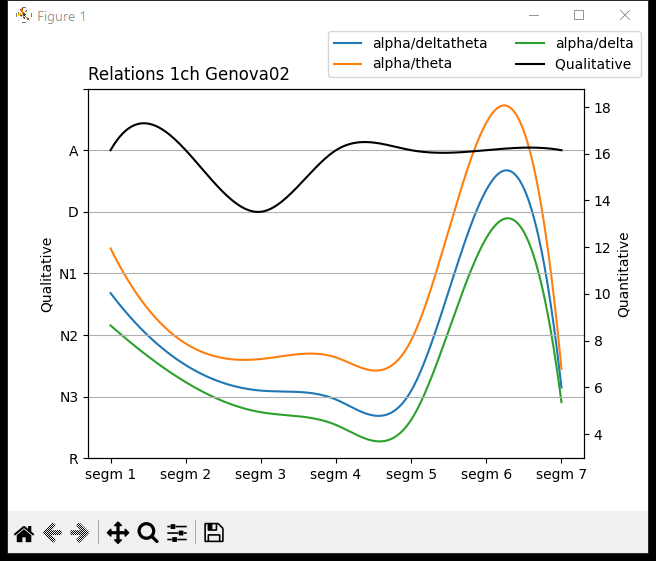 Figure 1
alpha/deltatheta
alpha/theta
alpha/delta
Qualitative
Relations 1ch Genova02
Qualitative
A
D
N1
N2
N3
R
18
16
14
12
10
8
6
4
Quantitative
segm 1 segm 2 segm 3 segm 4 segm 5 segm 6 segm 7